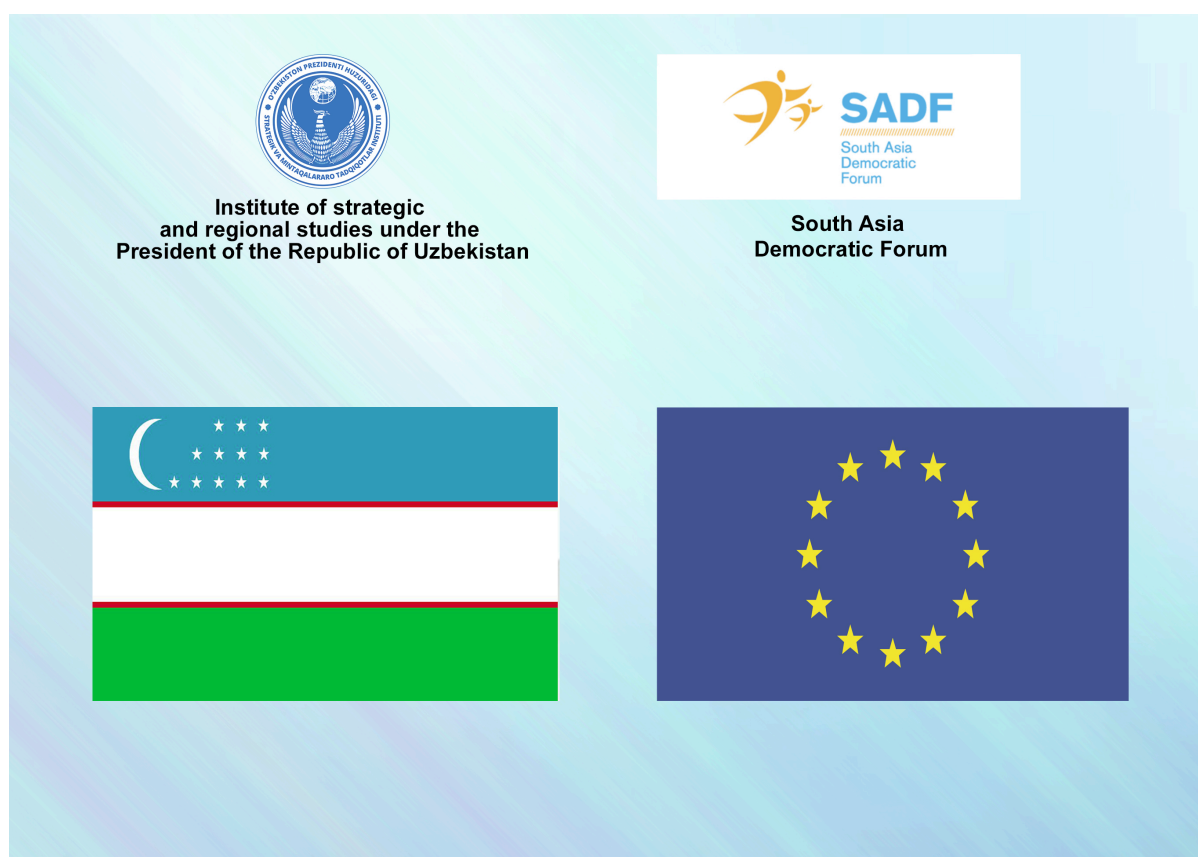 O'ZBEKISTON PREZIDENTI HUZURIDAGI
STRATEGIK VA MINTAQALARARO TADQIQOTLAR INSTITUTI
Institute of strategic
and regional studies under the
President of the Republic of Uzbekistan
SADF
South Asia
Democratic
Forum
South Asia
Democratic Forum